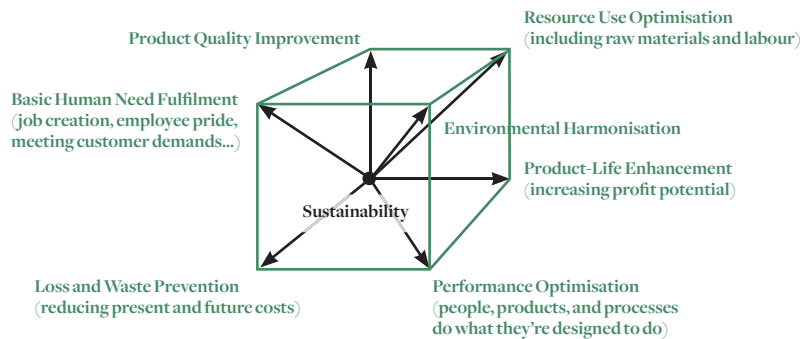 Resource Use Optimisation
(including raw materials and labour)
Product Quality Improvement
Basic Human Need Fulfilment
(job creation, employee pride,
meeting customer demands...)
Environmental Harmonisation
Product-Life Enhancement
(increasing profit potential)
Sustainability
Loss and Waste Prevention
(reducing present and future costs)
Performance Optimisation
(people, products, and processes
do what they're designed to do)